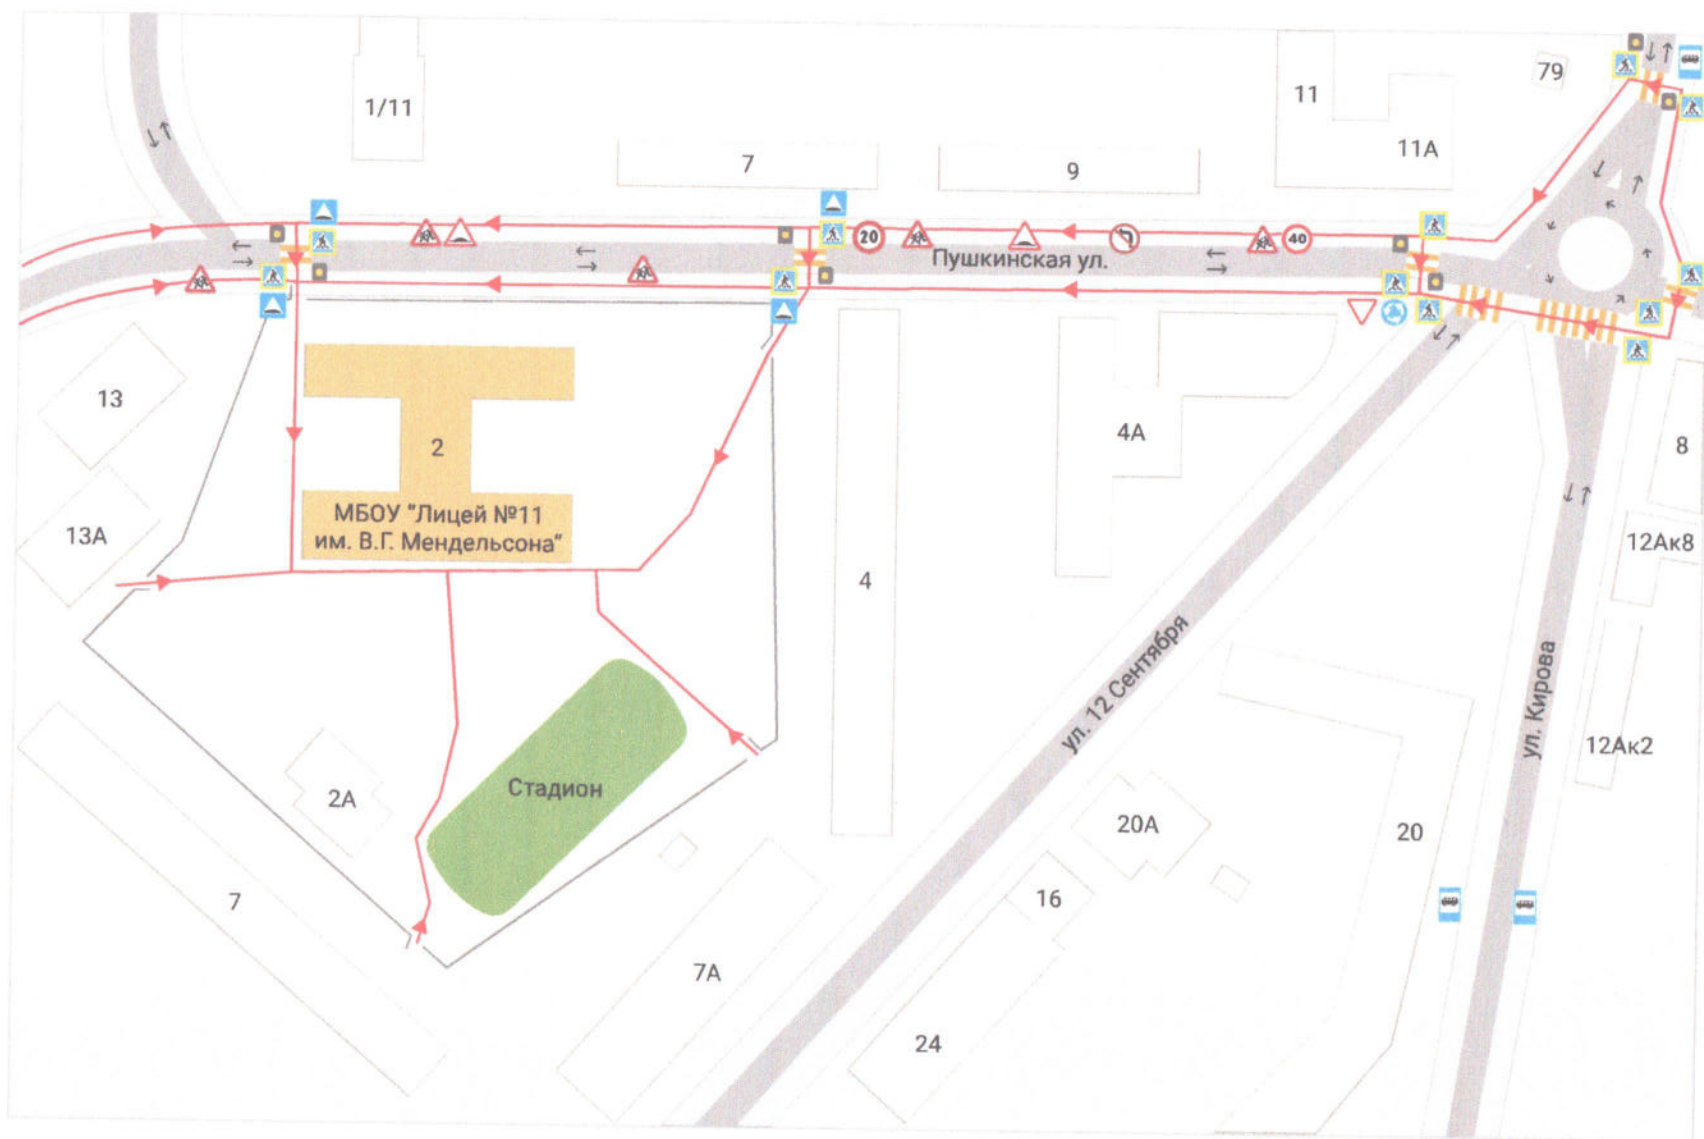 79
11
1/11
11А
7
9
20
40
Пушкинская ул.
13
2
4А
8
МБОУ "Лицей №11
им. В.Г. Мендельсона"
13А
12Ак8
4
ул. 12 Сентября
ул. Кирова
12Ак2
Стадион
2А
20А
20
16
7
7А
24